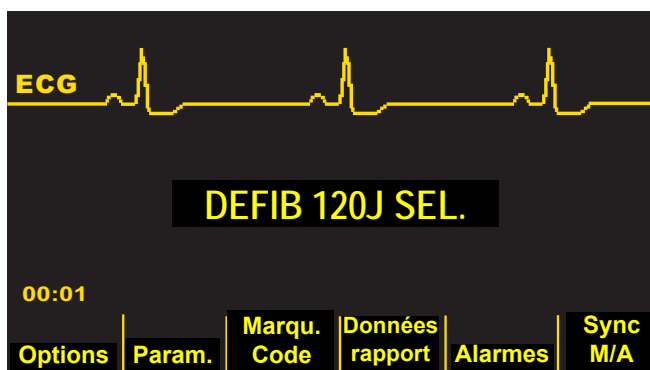 ECG
DEFIB 120J SEL.
00:01
Options
Param.
Marqu.
Code
Données
rapport
Alarmes
Sync
M/A